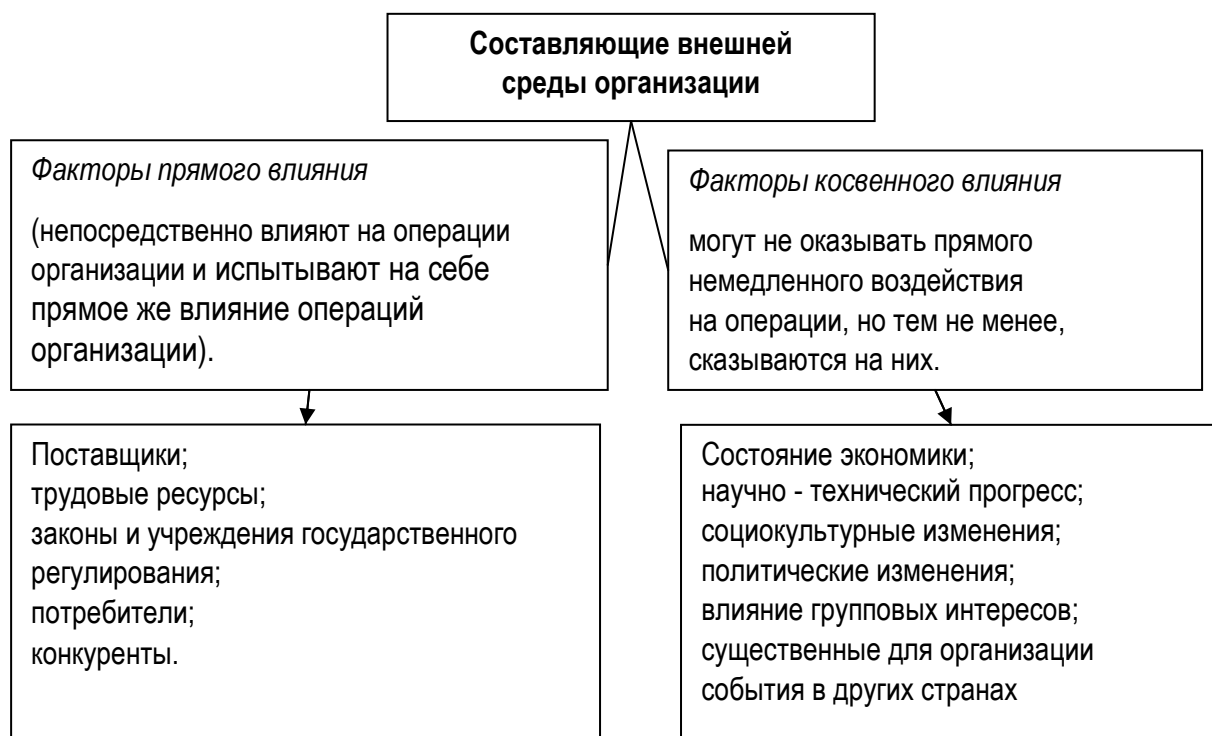 Составляющие внешней
среды организации
Факторы прямого влияния
(непосредственно влияют на операции
организации и испытывают на себе
прямое же влияние операций
организации).
Факторы косвенного влияния
могут не оказывать прямого
немедленного воздействия
на операции, но тем не менее,
сказываются на них.
Поставщики;
трудовые ресурсы;
законы и учреждения государственного
регулирования;
потребители;
конкуренты.
Состояние экономики;
научно - технический прогресс;
социокультурные изменения;
политические изменения;
влияние групповых интересов;
существенные для организации
события в других странах